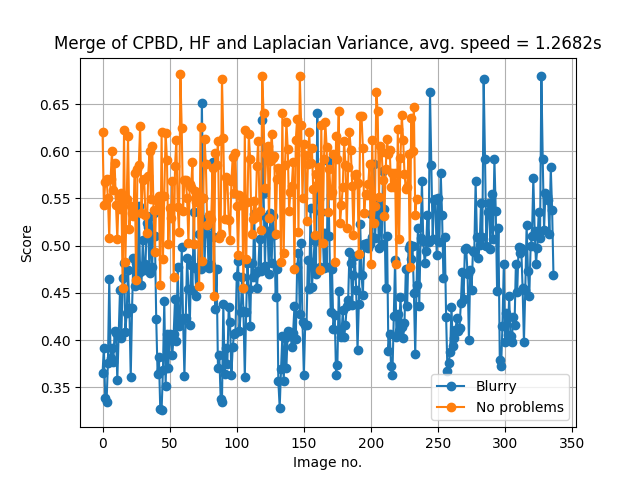 Merge of CPBD, HF and Laplacian Variance, avg. speed = 1.2682s
Score
0.65
0.60
0.55
0.50
0.45
0.40
0.35
Blurry
No problems
0 50 100 150 200 250 300 350
Image no.